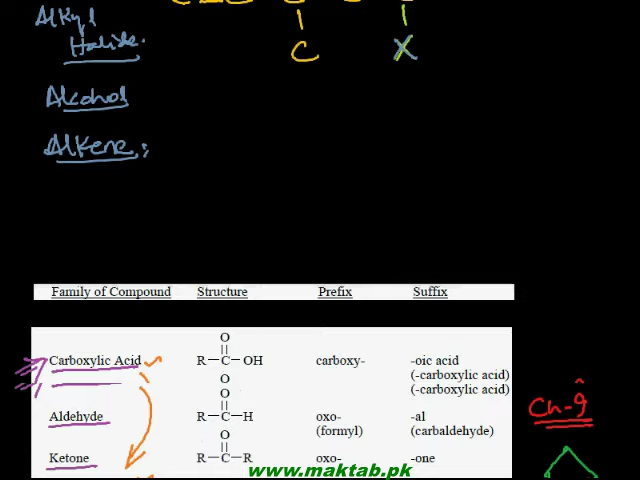 Alkyl
Halide.
C X
Alcohol
Alkene,:
Family of Compound Structure Prefix Suffix
O
Carboxylic Acid R—C—OH carboxy- -oic acid
(-carboxylic acid)
O (-carboxylic acid)
O
Aldehyde R—C—H oxo- -al
(formyl) (carbaldehyde)
O
Ketone R—C—R oxo- -one
Ch-9
www.maktab.pk